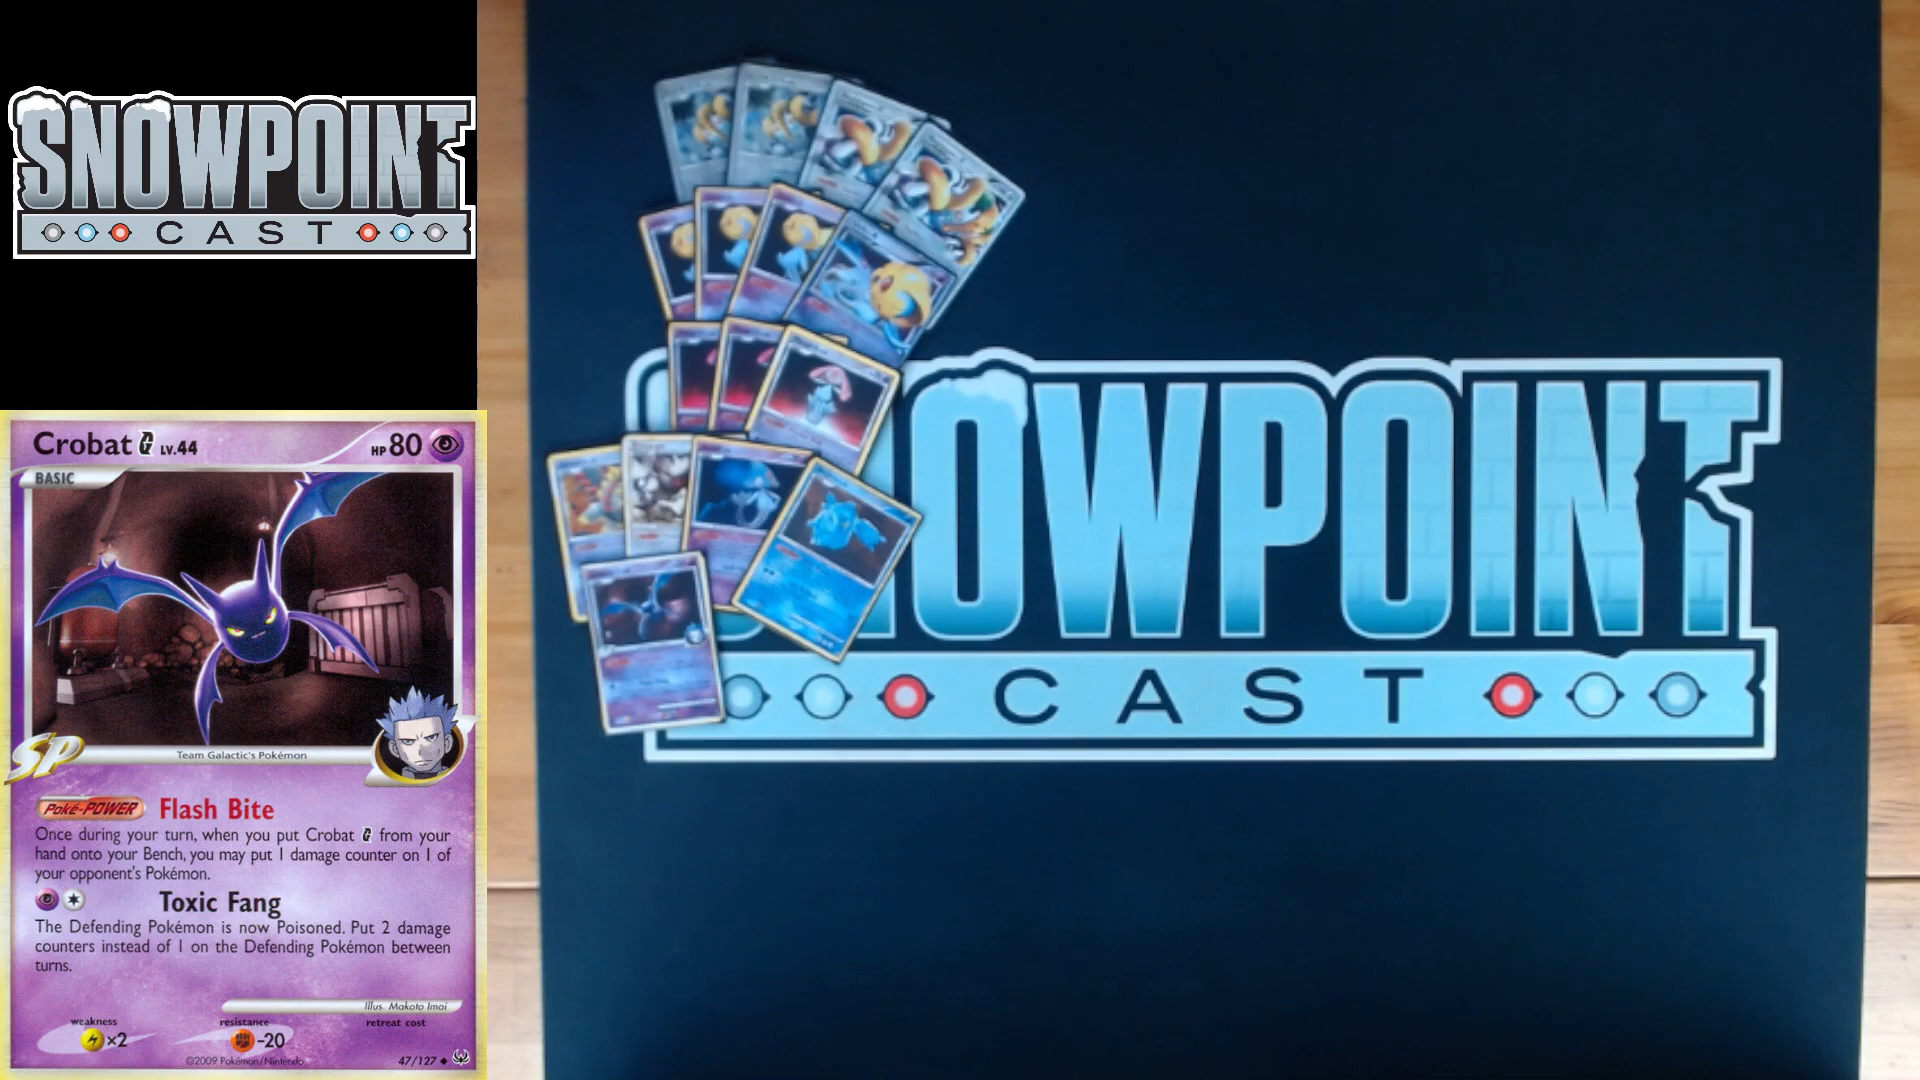 SNOWPOINT
CAST
Crobat G LV.44
HP 80
BASIC
SP
Team Galactic's Pokémon
Poké-POWER Flash Bite
Once during your turn, when you put Crobat G from your
hand onto your Bench, you may put 1 damage counter on 1 of
your opponent's Pokémon.
Toxic Fang
The Defending Pokémon is now Poisoned. Put 2 damage
counters instead of 1 on the Defending Pokémon between
turns.
Illus. Makoto Imai
weakness
resistance
retreat cost
×2
-20
©2009 Pokémon/Nintendo
47/127
OWPOINT
CAST